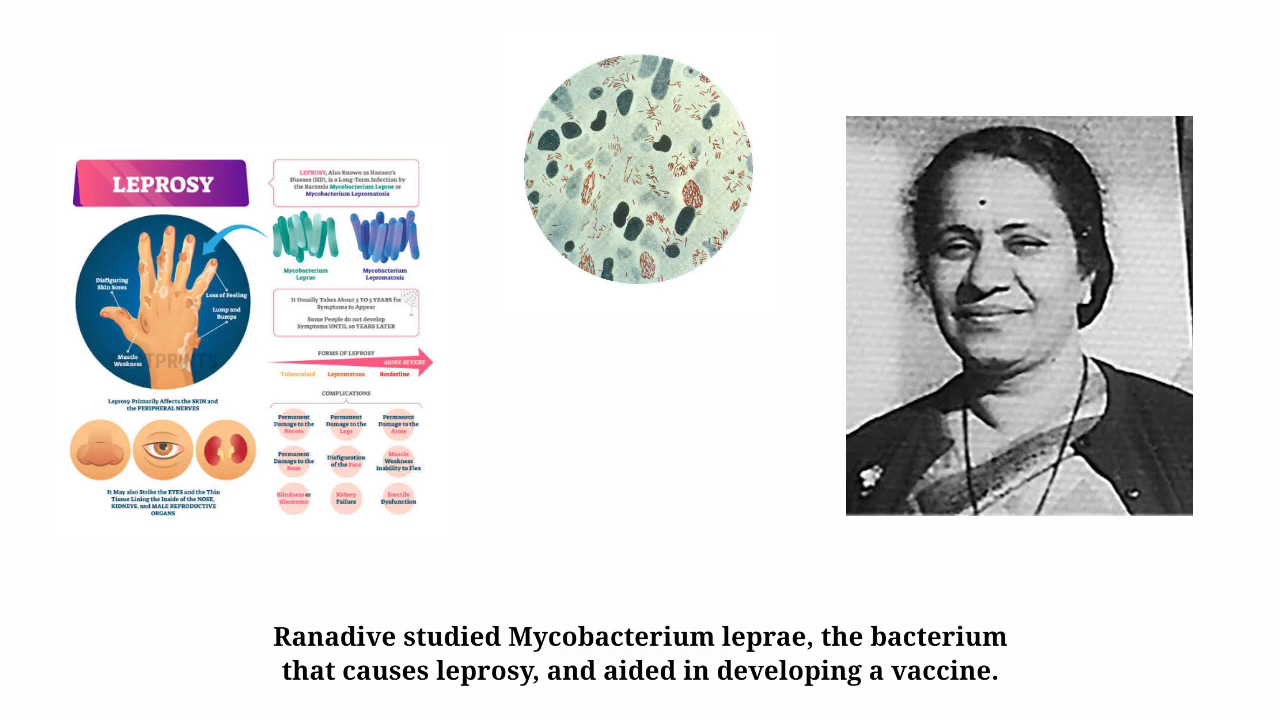 LEPROSY
LEPROSY, Also Known as Hansen's
Disease (HD), is a Long-Term Infection by
the Bacteria Mycobacterium Leprae or
Mycobacterium Lepromatosis
Mycobacterium
Leprae
Mycobacterium
Lepromatosis
Disfiguring
Skin Sores
Loss of Feeling
Lump and
Bumps
Muscle
Weakness
TPRINTS
It Usually Takes About 3 TO 5 YEARS for
Symptoms to Appear
Some People do not develop
Symptoms UNTIL 20 YEARS LATER
FORMS OF LEPROSY
MORE SEVERE
Tuberculoid
Lepromatous
Borderline
Leprosy Primarily Affects the SKIN and
the PERIPHERAL NERVES
COMPLICATIONS
Permanent
Damage to the
Nerves
Permanent
Damage to the
Legs
Permanent
Damage to the
Arms
Permanent
Damage to the
Nose
Disfiguration
of the Face
Muscle
Weakness
Inability to Flex
Blindness or
Glaucoma
Kidney
Failure
Erectile
Dysfunction
It May also Strike the EYES and the Thin
Tissue Lining the Inside of the NOSE,
KIDNEYS, and MALE REPRODUCTIVE
ORGANS
Ranadive studied Mycobacterium leprae, the bacterium
that causes leprosy, and aided in developing a vaccine.